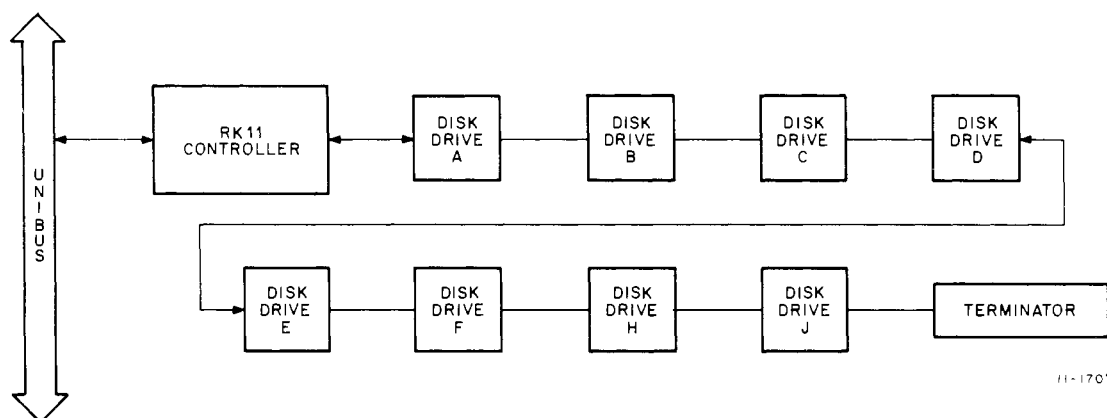 UNIBUS
RK11
CONTROLLER
DISK
DRIVE
A
DISK
DRIVE
B
DISK
DRIVE
C
DISK
DRIVE
D
DISK
DRIVE
E
DISK
DRIVE
F
DISK
DRIVE
H
DISK
DRIVE
J
TERMINATOR